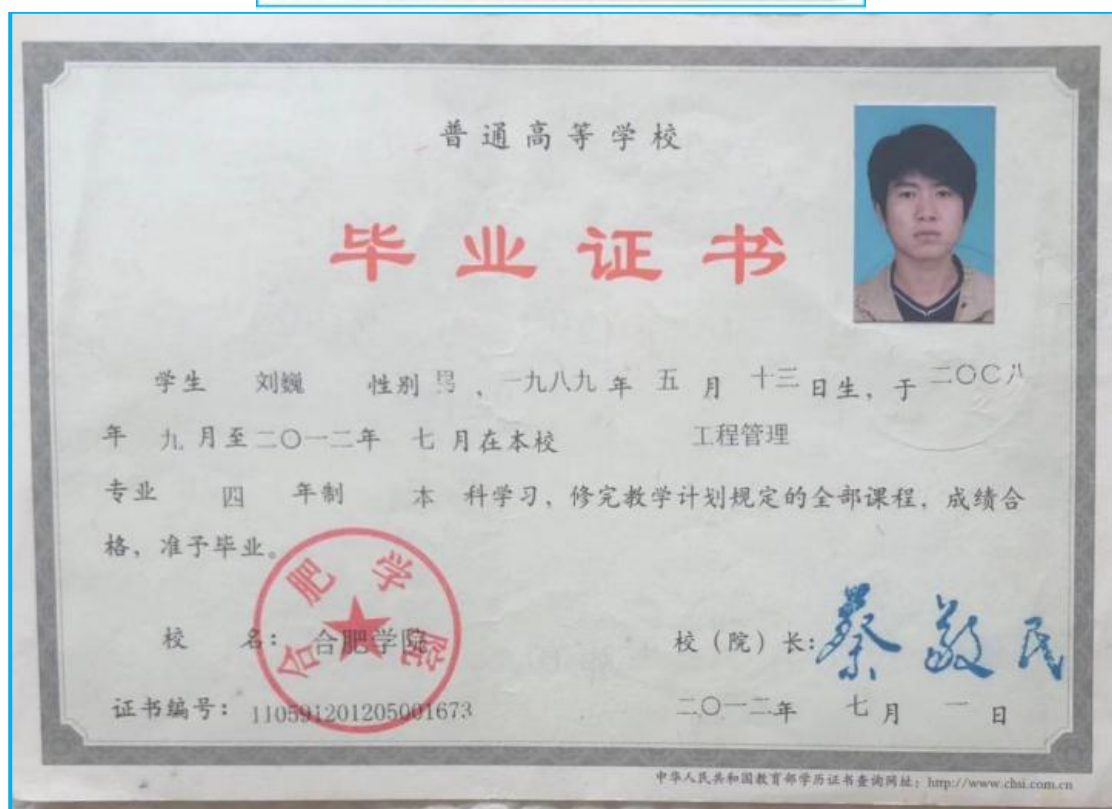 普通高等学校
毕业证书
学生 刘巍 性别 男，一九八九年 五 月 十三 日生，于 二〇〇八
年 九 月至二〇一二年 七 月在本校 工程管理
专业 四 年制 本 科学习，修完教学计划规定的全部课程，成绩合
格，准予毕业。
合肥学院
校 名：合肥学院 校（院）长：蔡敬民
证书编号：110591201205001673 二〇一二年 七 月 一 日
中华人民共和国教育部学历证书查询网址：http://www.chsi.com.cn